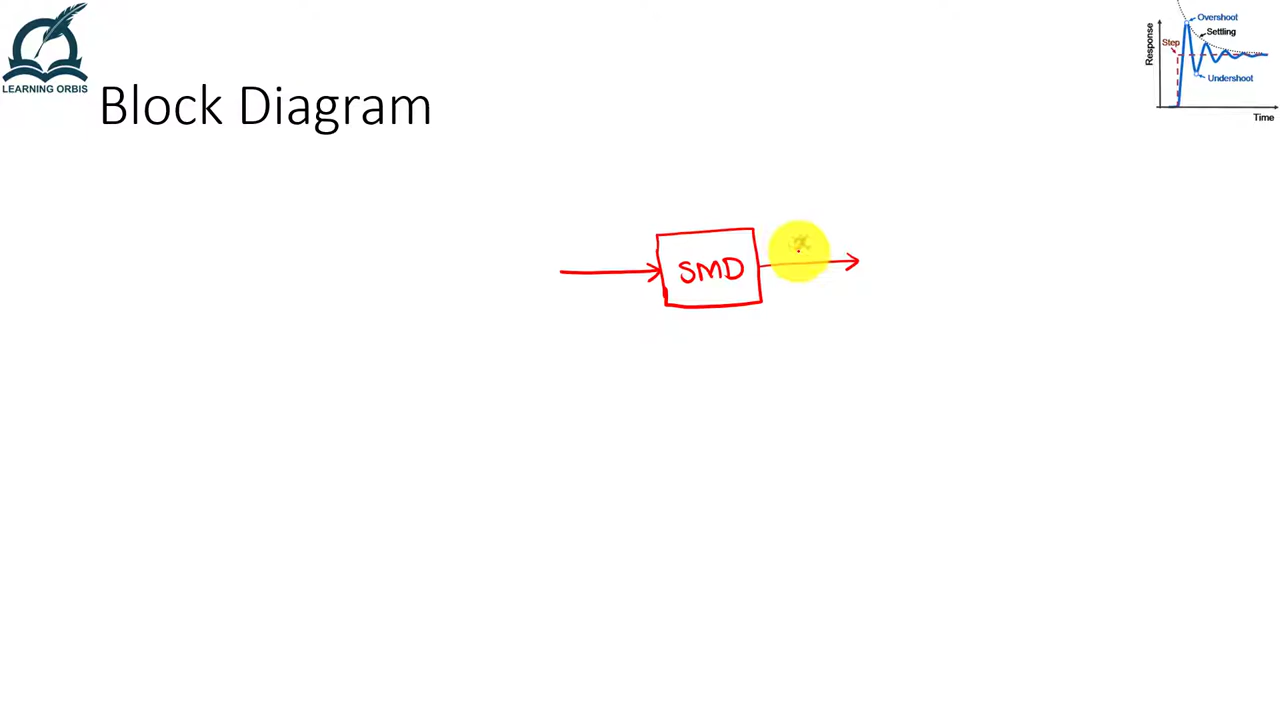 LEARNING ORBIS
Block Diagram
Response
Overshoot
Settling
Step
Undershoot
Time
SMD